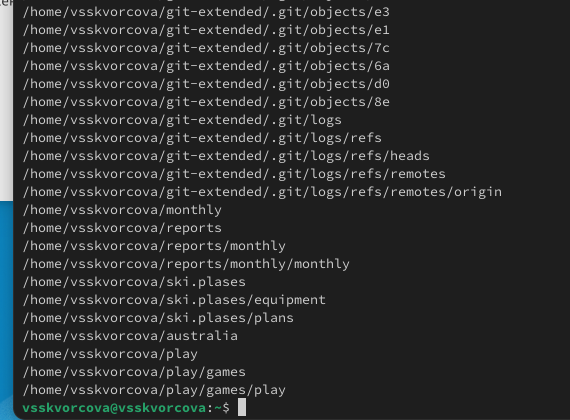 /home/vsskvorcova/git-extended/.git/objects/e3
/home/vsskvorcova/git-extended/.git/objects/e1
/home/vsskvorcova/git-extended/.git/objects/7c
/home/vsskvorcova/git-extended/.git/objects/6a
/home/vsskvorcova/git-extended/.git/objects/d0
/home/vsskvorcova/git-extended/.git/objects/8e
/home/vsskvorcova/git-extended/.git/logs
/home/vsskvorcova/git-extended/.git/logs/refs
/home/vsskvorcova/git-extended/.git/logs/refs/heads
/home/vsskvorcova/git-extended/.git/logs/refs/remotes
/home/vsskvorcova/git-extended/.git/logs/refs/remotes/origin
/home/vsskvorcova/monthly
/home/vsskvorcova/reports
/home/vsskvorcova/reports/monthly
/home/vsskvorcova/reports/monthly/monthly
/home/vsskvorcova/ski.plases
/home/vsskvorcova/ski.plases/equipment
/home/vsskvorcova/ski.plases/plans
/home/vsskvorcova/australia
/home/vsskvorcova/play
/home/vsskvorcova/play/games
/home/vsskvorcova/play/games/play
vsskvorcova@vsskvorcova:~$